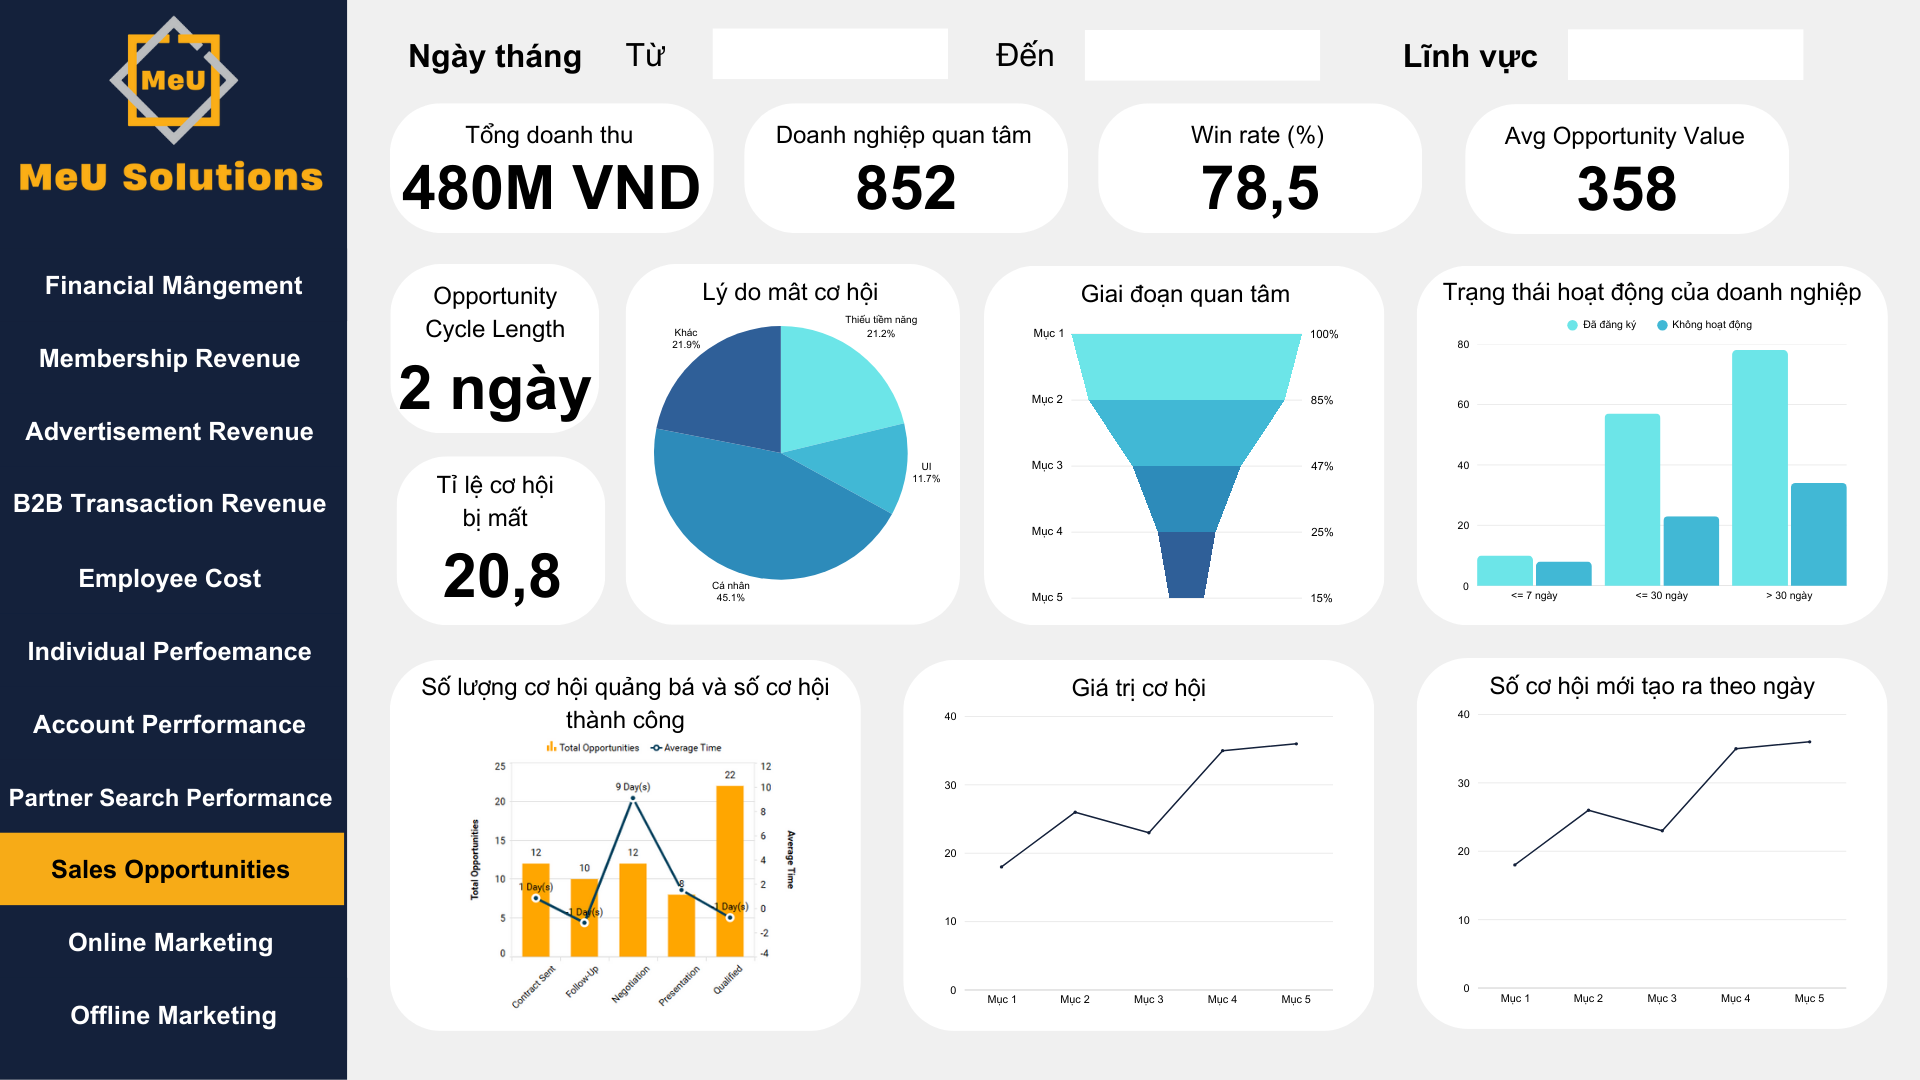 MeU
MeU Solutions
Financial Mângement
Membership Revenue
Advertisement Revenue
B2B Transaction Revenue
Employee Cost
Individual Perfoemance
Account Perrformance
Partner Search Performance
Sales Opportunities
Online Marketing
Offline Marketing
Ngày tháng Từ Đến Lĩnh vực
Tổng doanh thu
480M VND
Doanh nghiệp quan tâm
852
Win rate (%)
78,5
Avg Opportunity Value
358
Opportunity
Cycle Length
2 ngày
Tỉ lệ cơ hội
bị mất
20,8
Lý do mât cơ hội
Khác
21.9%
Thiếu tiềm năng
21.2%
UI
11.7%
Cá nhân
45.1%
Giai đoạn quan tâm
Mục 1 100%
Mục 2 85%
Mục 3 47%
Mục 4 25%
Mục 5 15%
Trạng thái hoạt động của doanh nghiệp
Đã đăng ký Không hoạt động
80
60
40
20
0
<= 7 ngày <= 30 ngày > 30 ngày
Số lượng cơ hội quảng bá và số cơ hội
thành công
Total Opportunities Average Time
Total Opportunities
25
20
15
10
5
0
12
10
12
8
22
1 Day(s)
-1 Day(s)
9 Day(s)
1 Day(s)
12
10
8
6
4
2
0
-2
-4
Average Time
Contract Sent
Follow-Up
Negotiation
Presentation
Qualified
Giá trị cơ hội
40
30
20
10
0
Mục 1 Mục 2 Mục 3 Mục 4 Mục 5
Số cơ hội mới tạo ra theo ngày
40
30
20
10
0
Mục 1 Mục 2 Mục 3 Mục 4 Mục 5